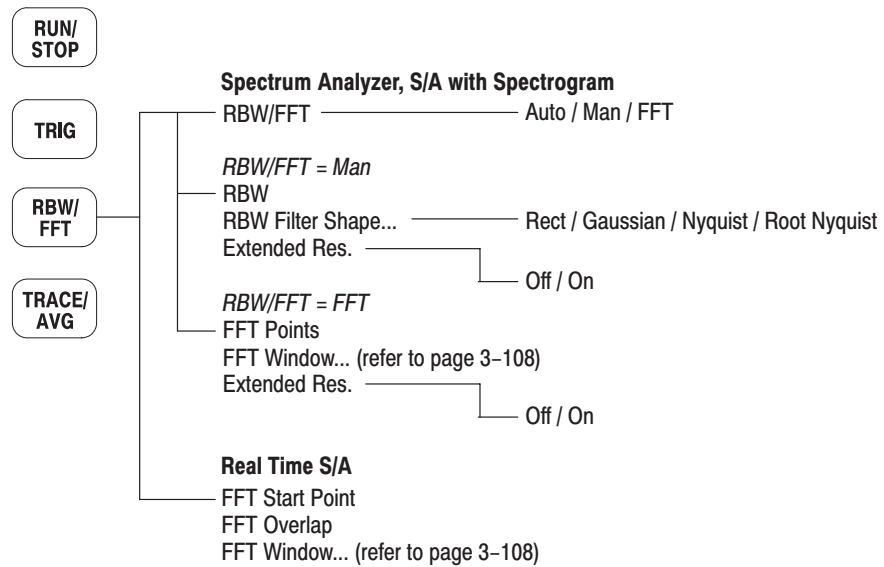 RUN/
STOP
TRIG
RBW/
FFT
TRACE/
AVG
Spectrum Analyzer, S/A with Spectrogram
RBW/FFT Auto / Man / FFT
RBW/FFT = Man
RBW
RBW Filter Shape... Rect / Gaussian / Nyquist / Root Nyquist
Extended Res.
Off / On
RBW/FFT = FFT
FFT Points
FFT Window... (refer to page 3–108)
Extended Res.
Off / On
Real Time S/A
FFT Start Point
FFT Overlap
FFT Window... (refer to page 3–108)